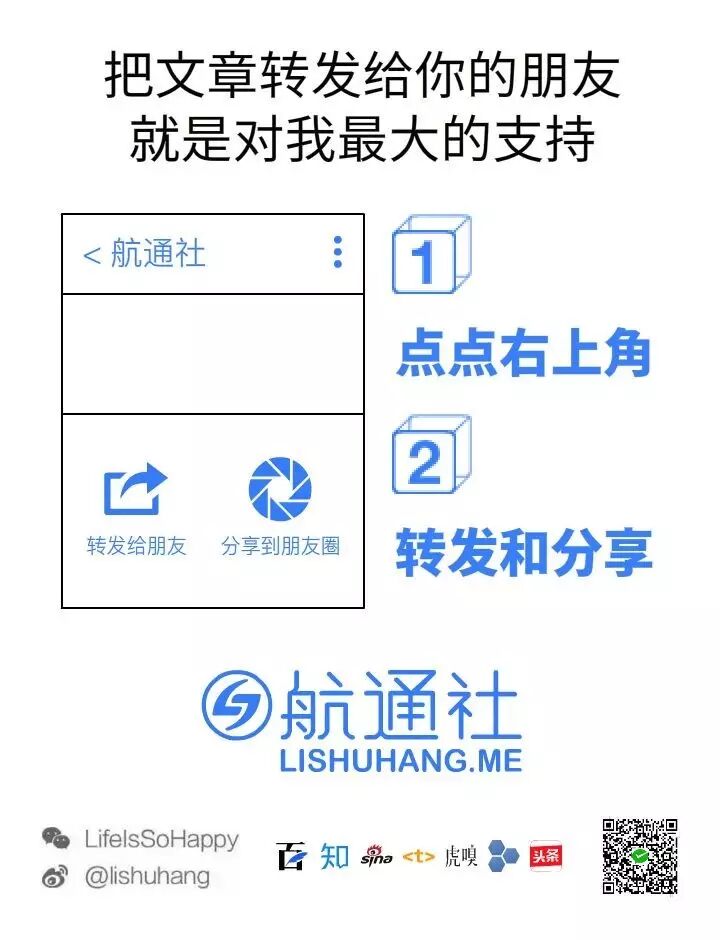 把文章转发给你的朋友
就是对我最大的支持
< 航通社
1
点点右上角
2
转发给朋友
分享到朋友圈
转发和分享
航通社
LISHUHANG.ME
LifeIsSoHappy
@lishuhang
百 知 sina <t> 虎嗅 头条